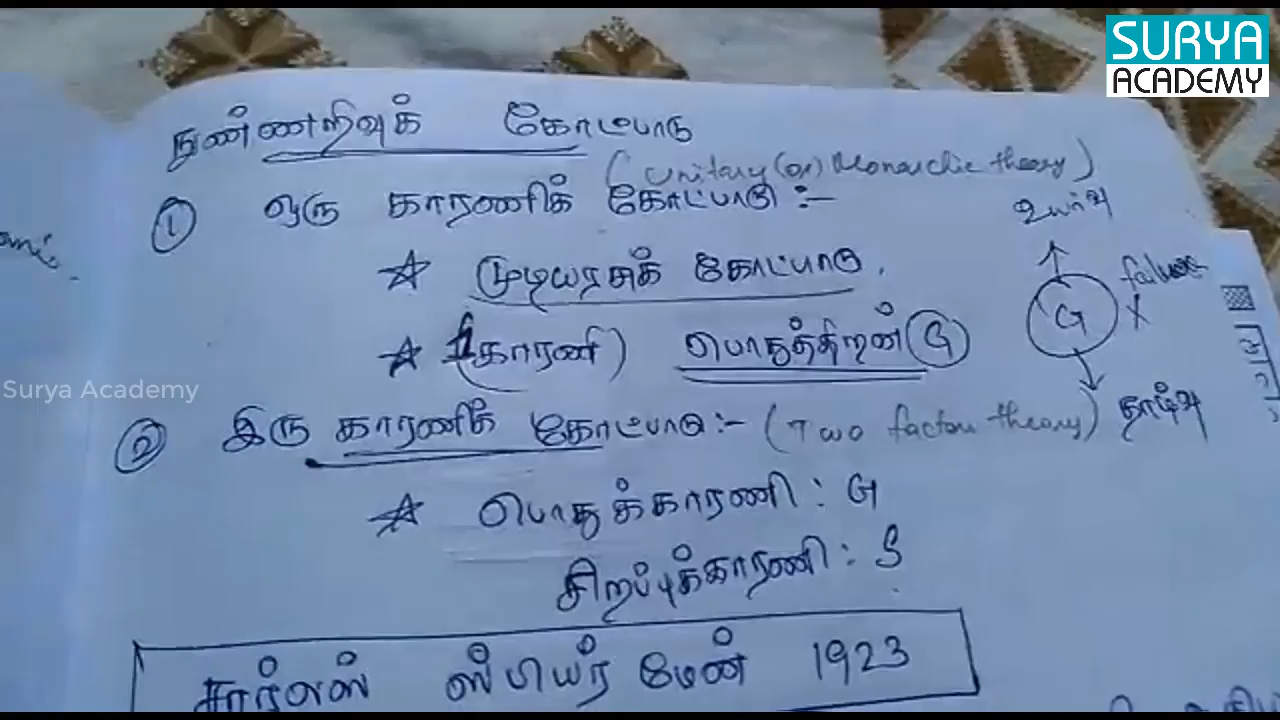 SURYA
ACADEMY
நுண்ணறிவுக் கோட்பாடு
(Unitary (or) Monarchic theory)
① ஒரு காரணிக் கோட்பாடு :-
☆ முடியரசுக் கோட்பாடு.
☆ (1 காரணி) பொதுத்திறன் G
உயர்வு
G
X
தாழ்வு
Surya Academy
② இரு காரணிக் கோட்பாடு :- (Two factor theory)
☆ பொதுக்காரணி : G
சிறப்புக்காரணி : S
சார்லஸ் ஸ்பியர்மேன் 1923